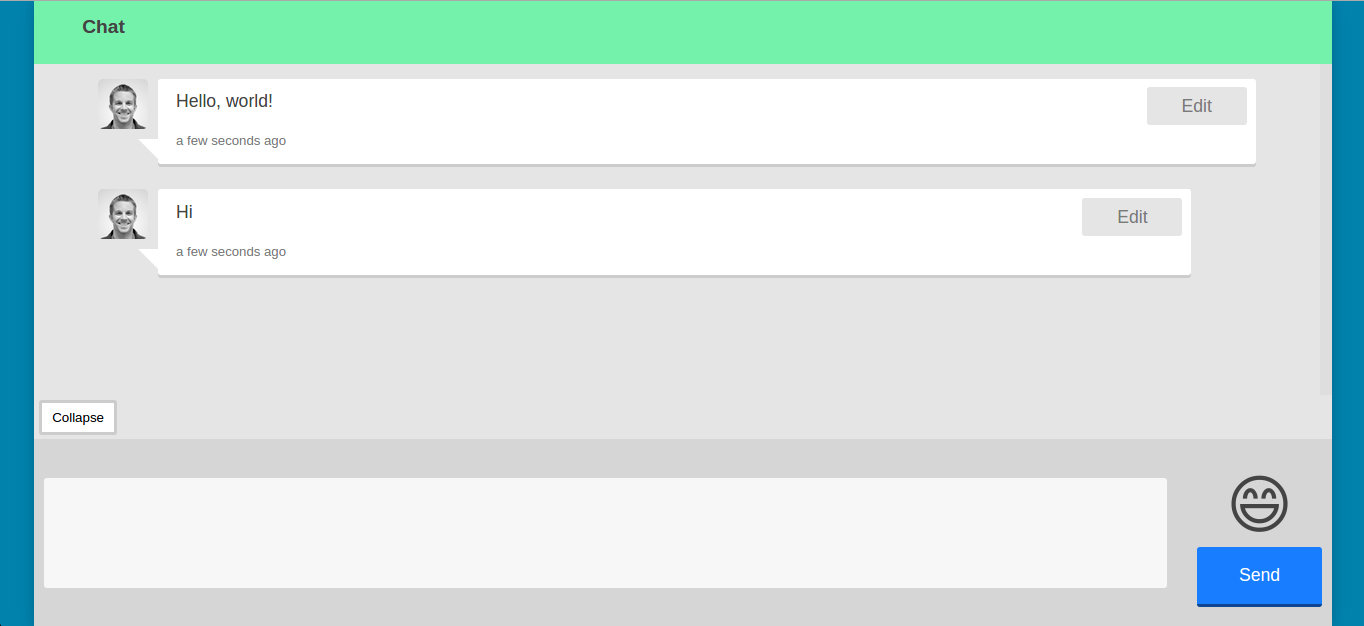 Chat
Hello, world!
Edit
a few seconds ago
Hi
Edit
a few seconds ago
Collapse
Send